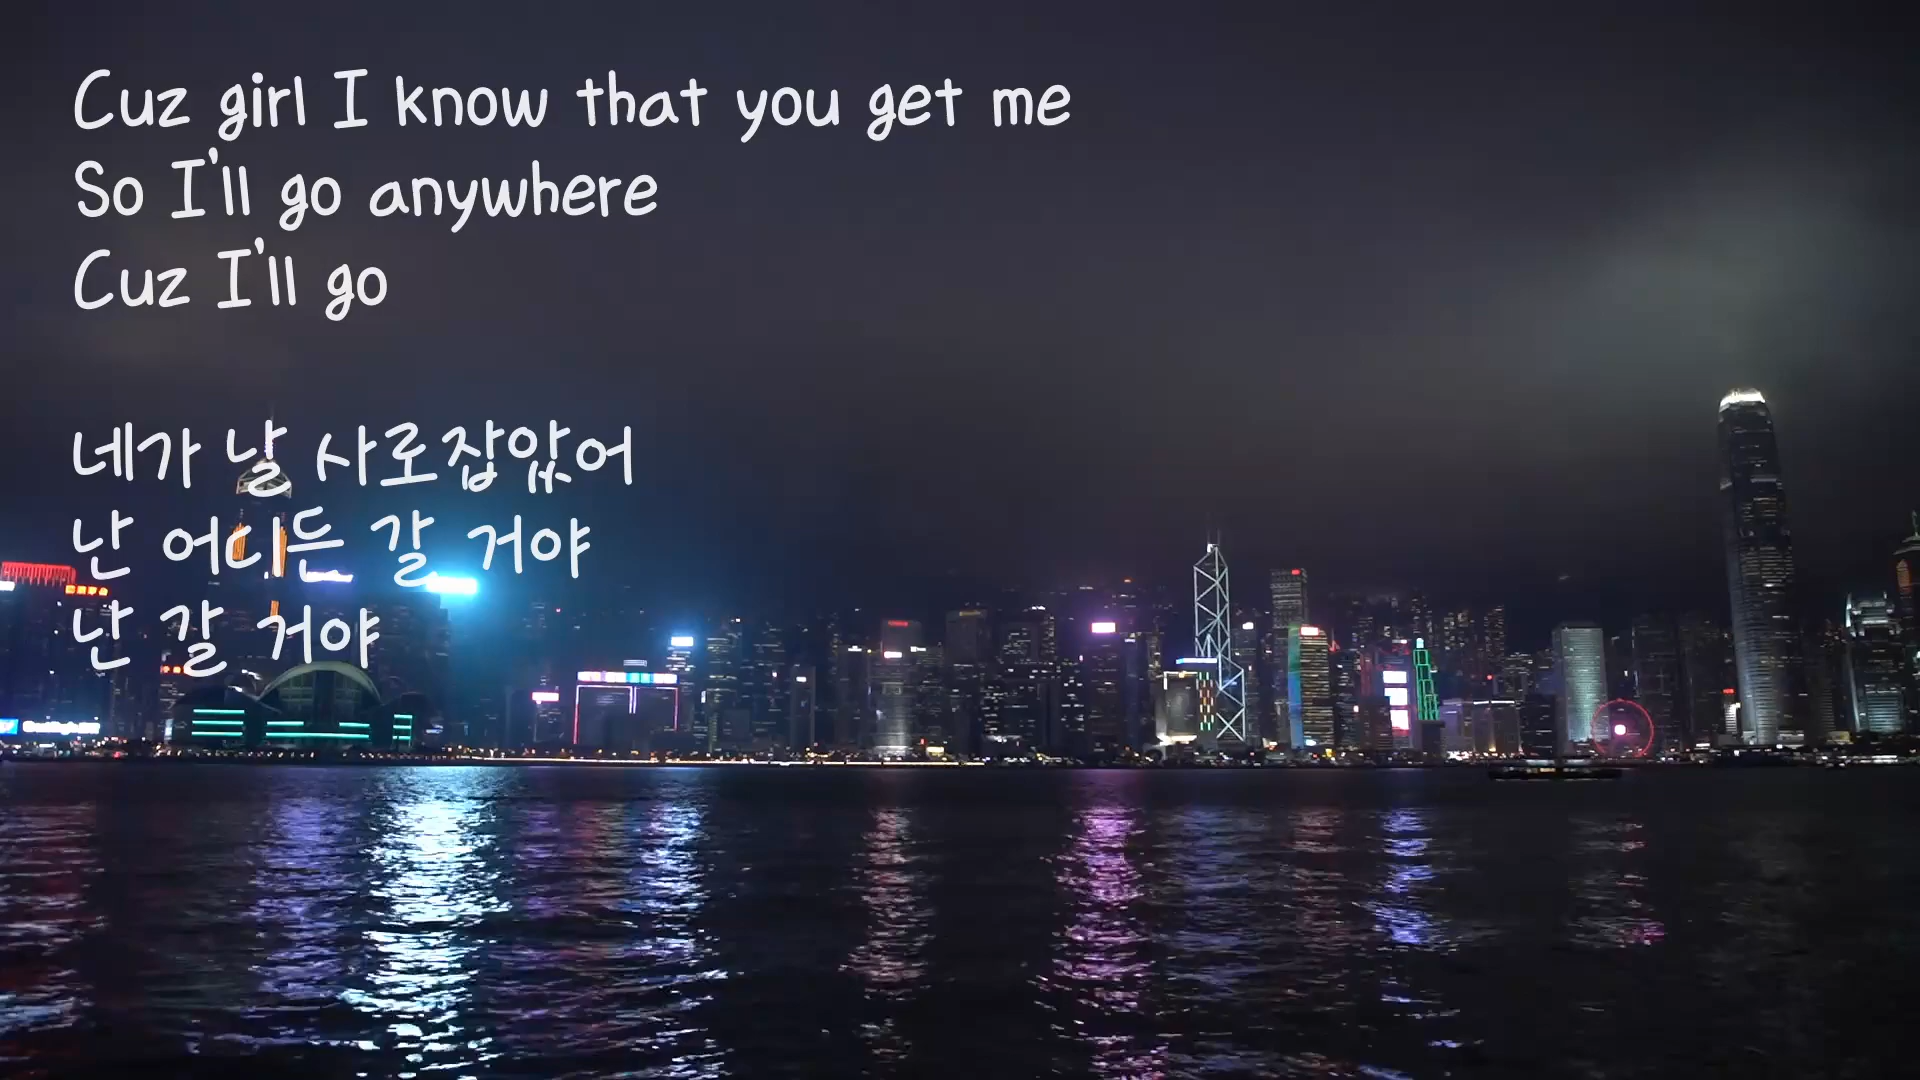 Cuz girl I know that you get me
So I'll go anywhere
Cuz I'll go
네가 날 사로잡았어
난 어디든 갈 거야
난 갈 거야